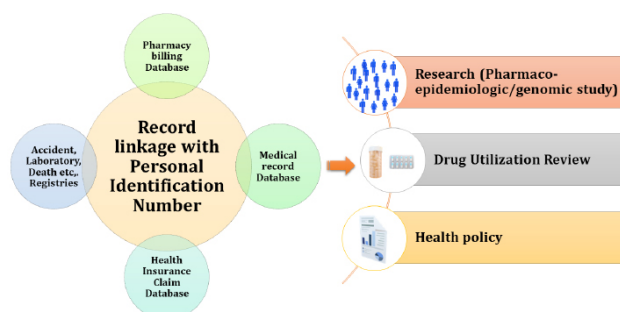 Pharmacy
billing
Database
Record
linkage with
Personal
Identification
Number
Accident,
Laboratory,
Death etc,.
Registries
Medical
record
Database
Health
Insurance
Claim
Database
Research (Pharmaco-
epidemiologic/genomic study)
Drug Utilization Review
Health policy